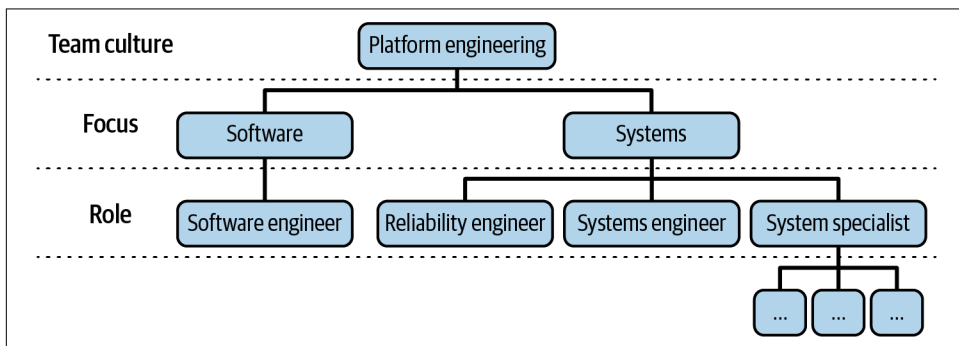 Team culture
Platform engineering
Focus
Software
Systems
Role
Software engineer
Reliability engineer
Systems engineer
System specialist
...
...
...